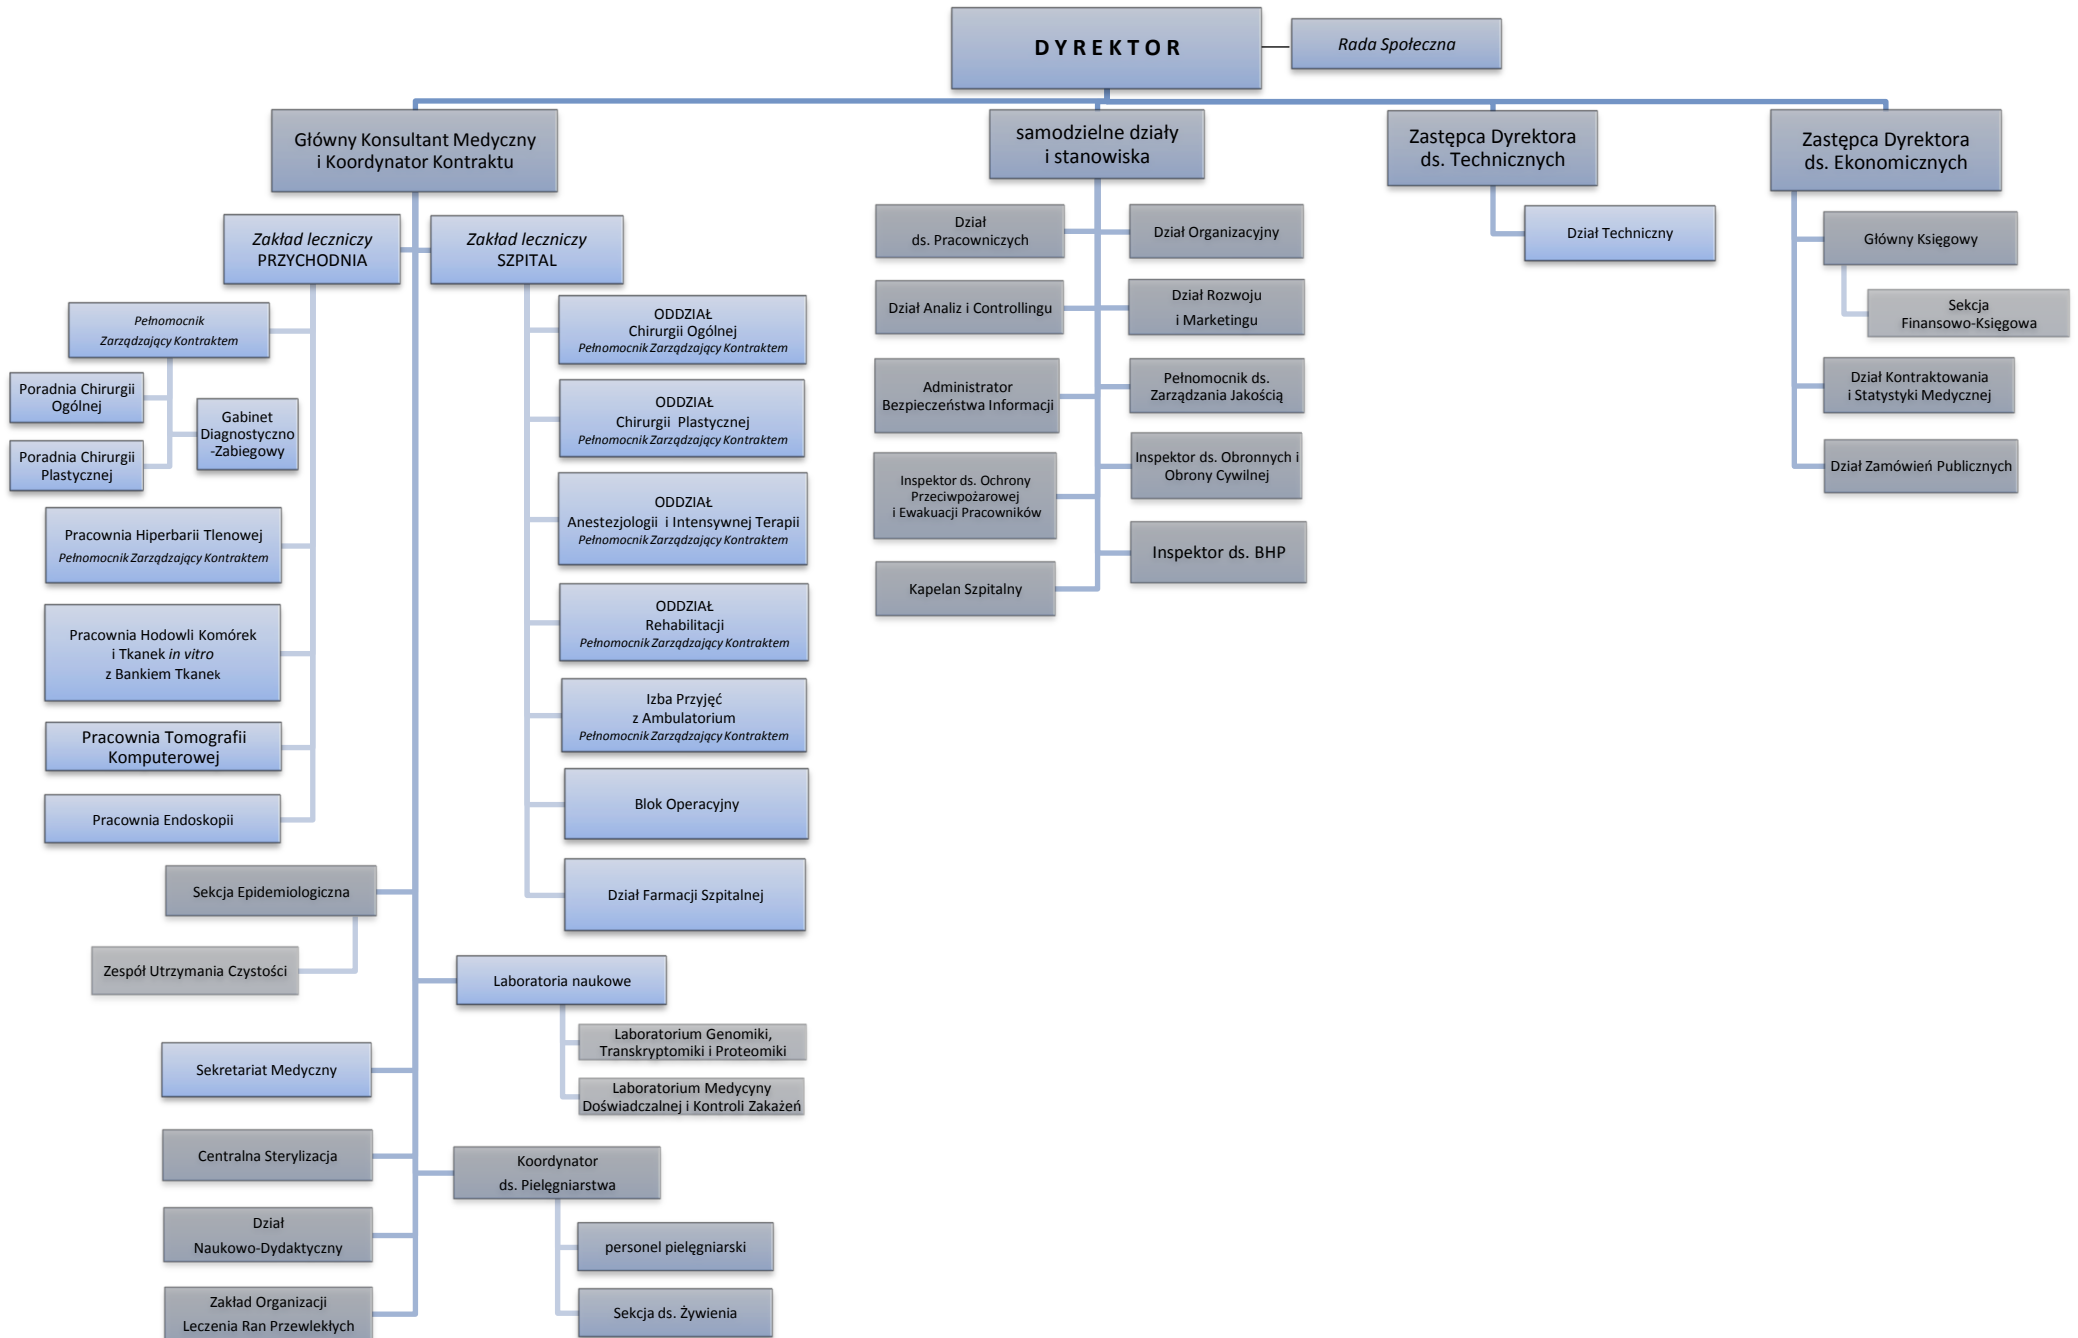 D Y R E K T O R
Rada Społeczna
Główny Konsultant Medyczny
i Koordynator Kontraktu
samodzielne działy
i stanowiska
Zastępca Dyrektora
ds. Technicznych
Zastępca Dyrektora
ds. Ekonomicznych
Zakład leczniczy
PRZYCHODNIA
Zakład leczniczy
SZPITAL
Pełnomocnik
Zarządzający Kontraktem
Poradnia Chirurgii
Ogólnej
Gabinet
Diagnostyczno
-Zabiegowy
Poradnia Chirurgii
Plastycznej
Pracownia Hiperbarii Tlenowej
Pełnomocnik Zarządzający Kontraktem
Pracownia Hodowli Komórek
i Tkanek in vitro
z Bankiem Tkanek
Pracownia Tomografii
Komputerowej
Pracownia Endoskopii
ODDZIAŁ
Chirurgii Ogólnej
Pełnomocnik Zarządzający Kontraktem
ODDZIAŁ
Chirurgii Plastycznej
Pełnomocnik Zarządzający Kontraktem
ODDZIAŁ
Anestezjologii i Intensywnej Terapii
Pełnomocnik Zarządzający Kontraktem
ODDZIAŁ
Rehabilitacji
Pełnomocnik Zarządzający Kontraktem
Izba Przyjęć
z Ambulatorium
Pełnomocnik Zarządzający Kontraktem
Blok Operacyjny
Dział Farmacji Szpitalnej
Sekcja Epidemiologiczna
Zespół Utrzymania Czystości
Laboratoria naukowe
Laboratorium Genomiki,
Transkryptomiki i Proteomiki
Laboratorium Medycyny
Doświadczalnej i Kontroli Zakażeń
Sekretariat Medyczny
Centralna Sterylizacja
Koordynator
ds. Pielęgniarstwa
Dział
Naukowo-Dydaktyczny
personel pielęgniarski
Zakład Organizacji
Leczenia Ran Przewlekłych
Sekcja ds. Żywienia
Dział
ds. Pracowniczych
Dział Organizacyjny
Dział Analiz i Controllingu
Dział Rozwoju
i Marketingu
Administrator
Bezpieczeństwa Informacji
Pełnomocnik ds.
Zarządzania Jakością
Inspektor ds. Ochrony
Przeciwpożarowej
i Ewakuacji Pracowników
Inspektor ds. Obronnych i
Obrony Cywilnej
Inspektor ds. BHP
Kapelan Szpitalny
Dział Techniczny
Główny Księgowy
Sekcja
Finansowo-Księgowa
Dział Kontraktowania
i Statystyki Medycznej
Dział Zamówień Publicznych